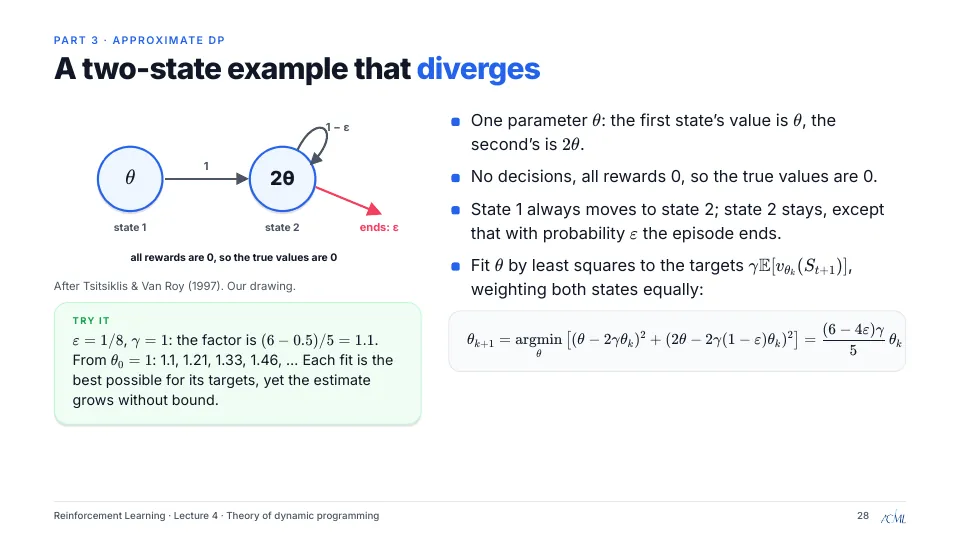 PART 3 · APPROXIMATE DP
A two-state example that diverges
θ
1
2θ
1 − ε
state 1
state 2
ends: ε
all rewards are 0, so the true values are 0
After Tsitsiklis & Van Roy (1997). Our drawing.
TRY IT
ε = 1/8, γ = 1: the factor is (6 − 0.5)/5 = 1.1.
From θ₀ = 1: 1.1, 1.21, 1.33, 1.46, ... Each fit is the
best possible for its targets, yet the estimate
grows without bound.
One parameter θ: the first state's value is θ, the
second's is 2θ.
No decisions, all rewards 0, so the true values are 0.
State 1 always moves to state 2; state 2 stays, except
that with probability ε the episode ends.
Fit θ by least squares to the targets γ𝔼[v_{θ_k}(S_{t+1})],
weighting both states equally:
θ_{k+1} = argmin_θ [(θ − 2γθ_k)² + (2θ − 2γ(1 − ε)θ_k)²] = (6 − 4ε)γ / 5 θ_k
Reinforcement Learning · Lecture 4 · Theory of dynamic programming
28
ACML